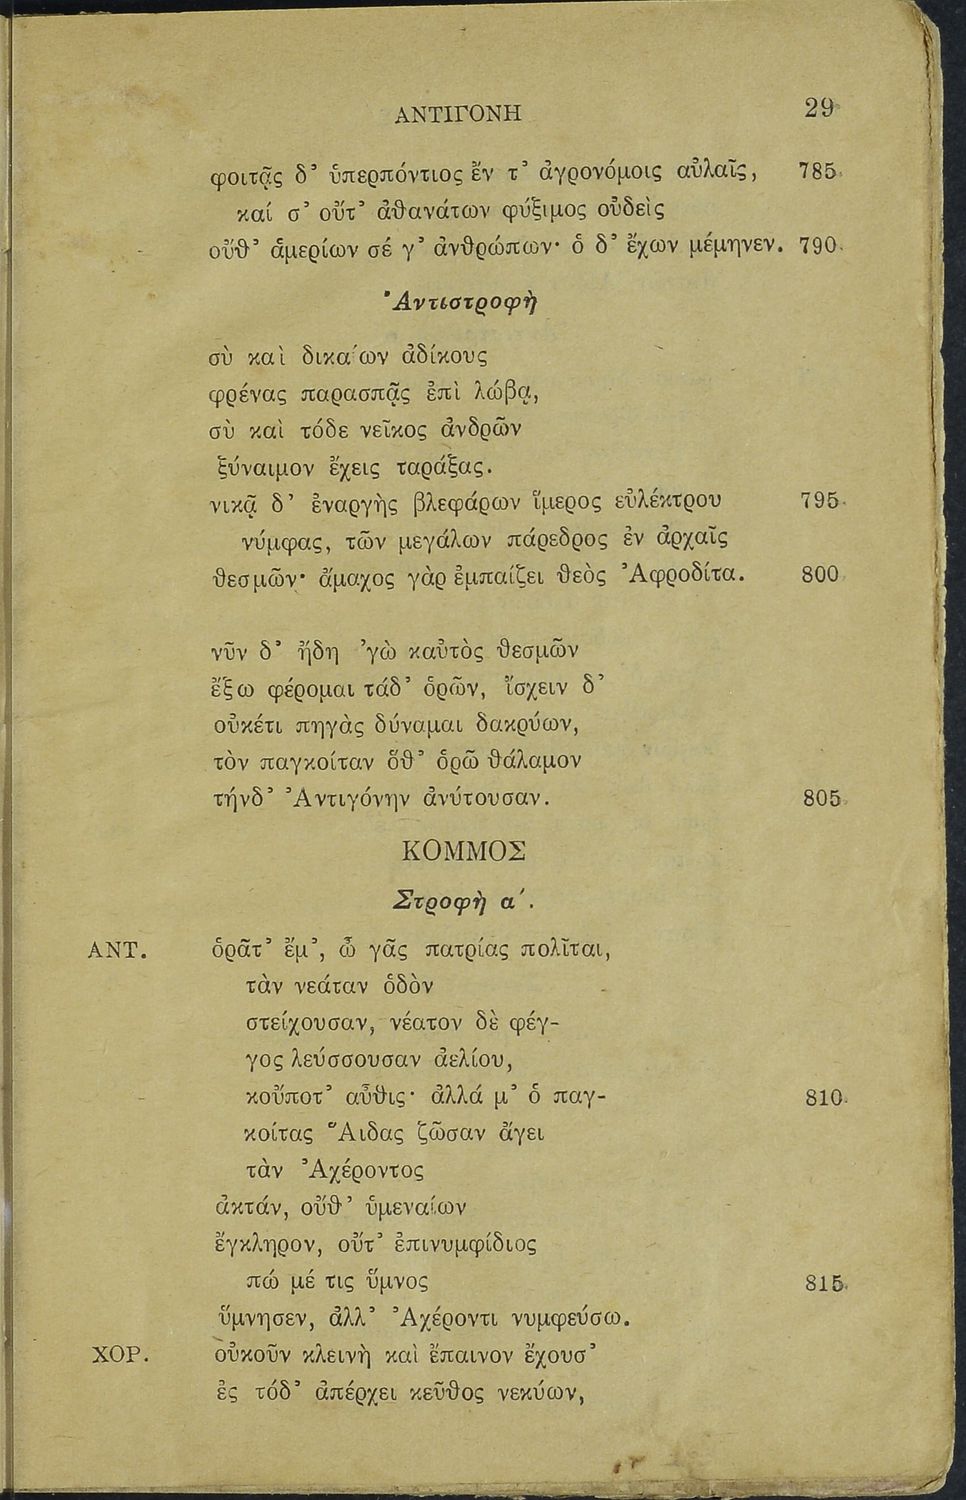 ΑΝΤΙΓΟΝΗ 29
φοιτᾷς δ' ὑπερπόντιος ἔν τ' ἀγρονόμοις αὐλαῖς, 785
καί σ' οὔτ' ἀθανάτων φύξιμος οὐδεὶς
οὔθ' ἁμερίων σέ γ' ἀνθρώπων· ὁ δ' ἔχων μέμηνεν. 790
Ἀντιστροφὴ
σὺ καὶ δικαίων ἀδίκους
φρένας παρασπᾷς ἐπὶ λώβᾳ,
σὺ καὶ τόδε νεῖκος ἀνδρῶν
ξύναιμον ἔχεις ταράξας.
νικᾷ δ' ἐναργὴς βλεφάρων ἵμερος εὐλέκτρου 795
νύμφας, τῶν μεγάλων πάρεδρος ἐν ἀρχαῖς
θεσμῶν· ἄμαχος γὰρ ἐμπαίζει θεὸς Ἀφροδίτα. 800
νῦν δ' ἤδη 'γὼ καὐτὸς θεσμῶν
ἔξω φέρομαι τάδ' ὁρῶν, ἴσχειν δ'
οὐκέτι πηγὰς δύναμαι δακρύων,
τὸν παγκοίταν ὅθ' ὁρῶ θάλαμον
τήνδ' Ἀντιγόνην ἀνύτουσαν. 805
ΚΟΜΜΟΣ
Στροφὴ α'.
ΑΝΤ. ὁρᾶτ' ἔμ', ὦ γᾶς πατρίας πολῖται,
τὰν νεάταν ὁδὸν
στείχουσαν, νέατον δὲ φέγ-
γος λεύσσουσαν ἀελίου,
κοὔποτ' αὖθις· ἀλλά μ' ὁ παγ- 810
κοίτας Ἅιδας ζῶσαν ἄγει
τὰν Ἀχέροντος
ἀκτάν, οὔθ' ὑμεναίων
ἔγκληρον, οὔτ' ἐπινυμφίδιος
πώ μέ τις ὕμνος 815
ὕμνησεν, ἀλλ' Ἀχέροντι νυμφεύσω.
ΧΟΡ. οὐκοῦν κλεινὴ καὶ ἔπαινον ἔχουσ'
ἐς τόδ' ἀπέρχει κεῦθος νεκύων,